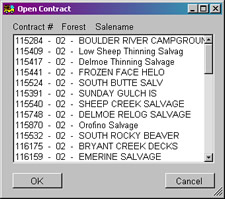 Open Contract
Contract # Forest Salename
115284 - 02 - BOULDER RIVER CAMPGROUN
115409 - 02 - Low Sheep Thinning Salvag
115417 - 02 - Delmoe Thinning Salvage
115441 - 02 - FROZEN FACE HELO
115524 - 02 - SOUTH BUTTE SALV
115391 - 02 - SUNDAY GULCH IS
115540 - 02 - SHEEP CREEK SALVAGE
115748 - 02 - DELMOE RELOG SALVAGE
115870 - 02 - Orofino Salvage
115532 - 02 - SOUTH ROCKY BEAVER
116175 - 02 - BRYANT CREEK DECKS
116159 - 02 - EMERINE SALVAGE
OK Cancel